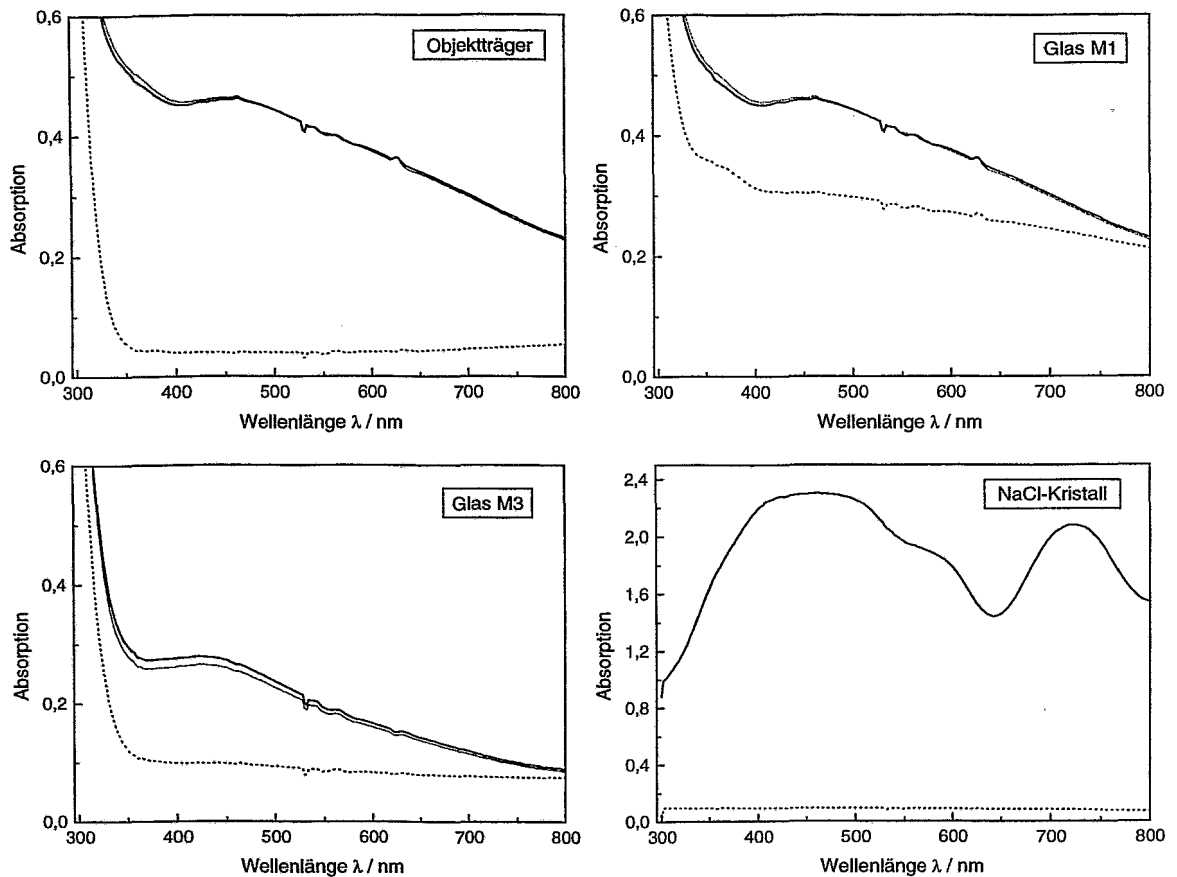 0,6
0,4
0,2
0,0
Absorption
Objektträger
300 400 500 600 700 800
Wellenlänge λ / nm
0,6
0,4
0,2
0,0
Absorption
Glas M1
300 400 500 600 700 800
Wellenlänge λ / nm
0,6
0,4
0,2
0,0
Absorption
Glas M3
300 400 500 600 700 800
Wellenlänge λ / nm
2,4
2,0
1,6
1,2
0,8
0,4
0,0
Absorption
NaCl-Kristall
300 400 500 600 700 800
Wellenlänge λ / nm